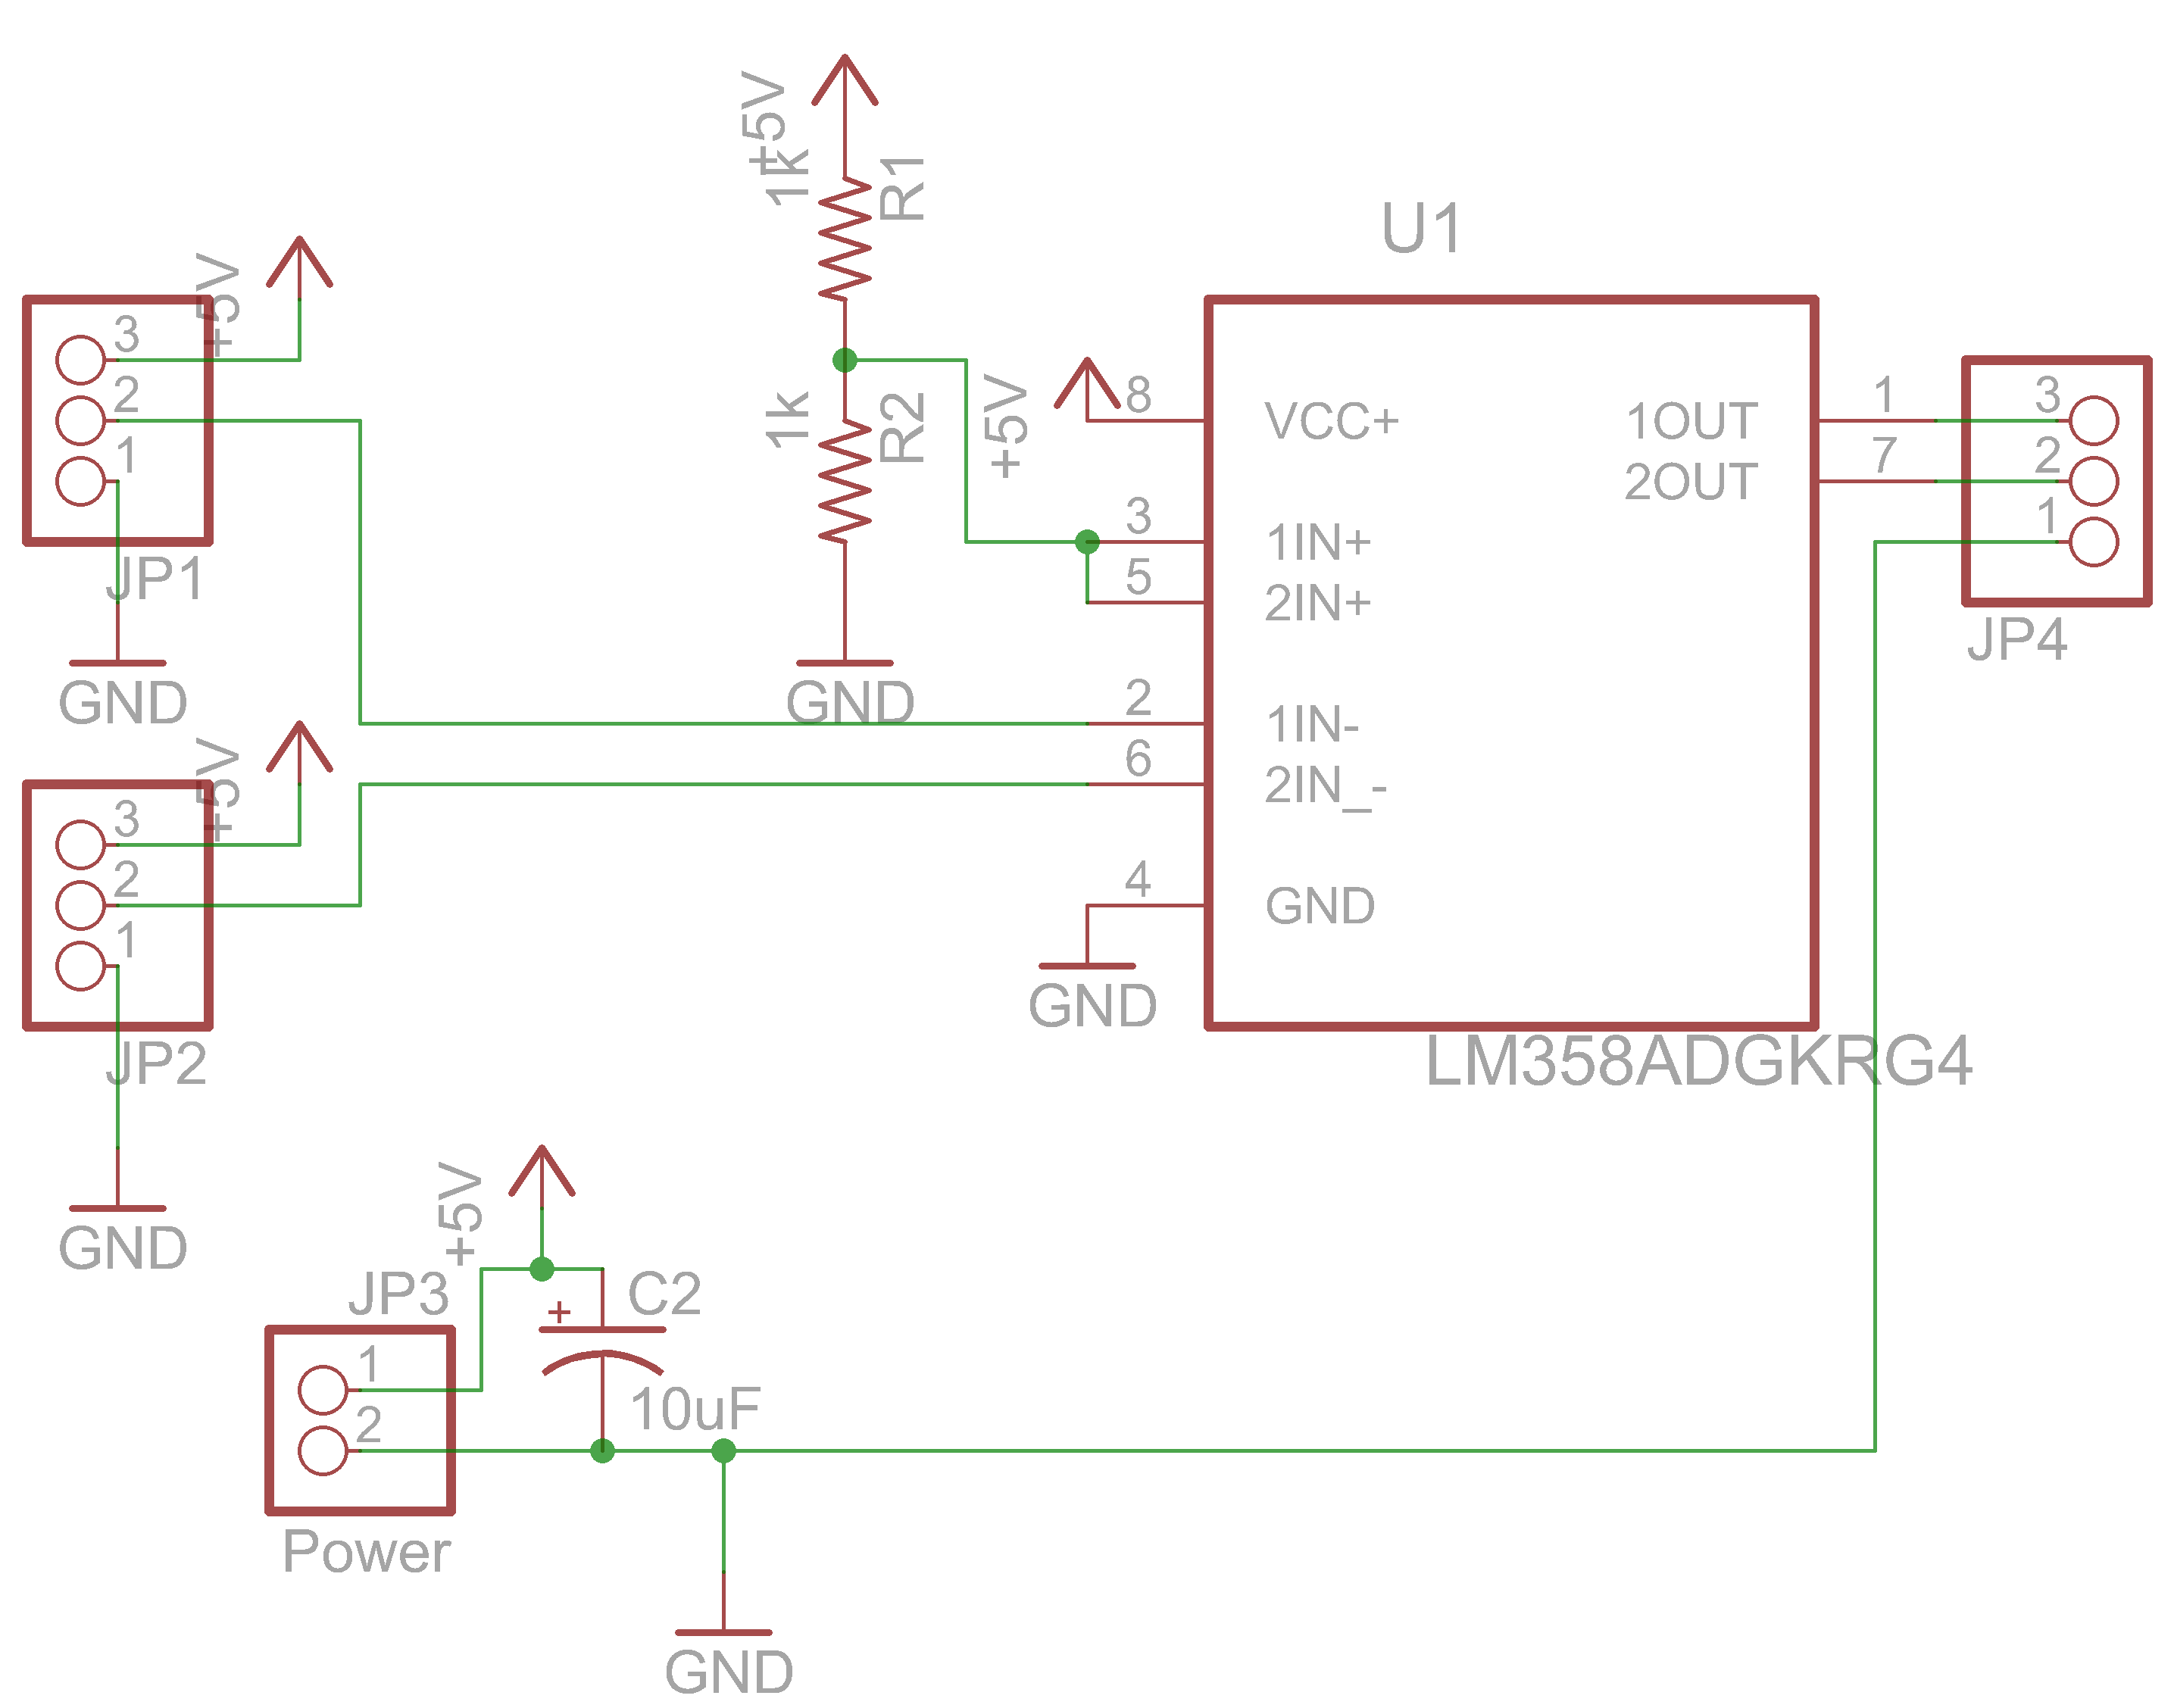 +5V
1k
R1
U1
+5V
3
2
1
JP1
GND
1k
R2
+5V
8
VCC+
3
1IN+
5
2IN+
2
1IN-
6
2IN_-
4
GND
GND
GND
1OUT
1
2OUT
7
3
2
1
JP4
LM358ADGKRG4
+5V
3
2
1
JP2
GND
+5V
JP3
1
2
Power
+
C2
10uF
GND